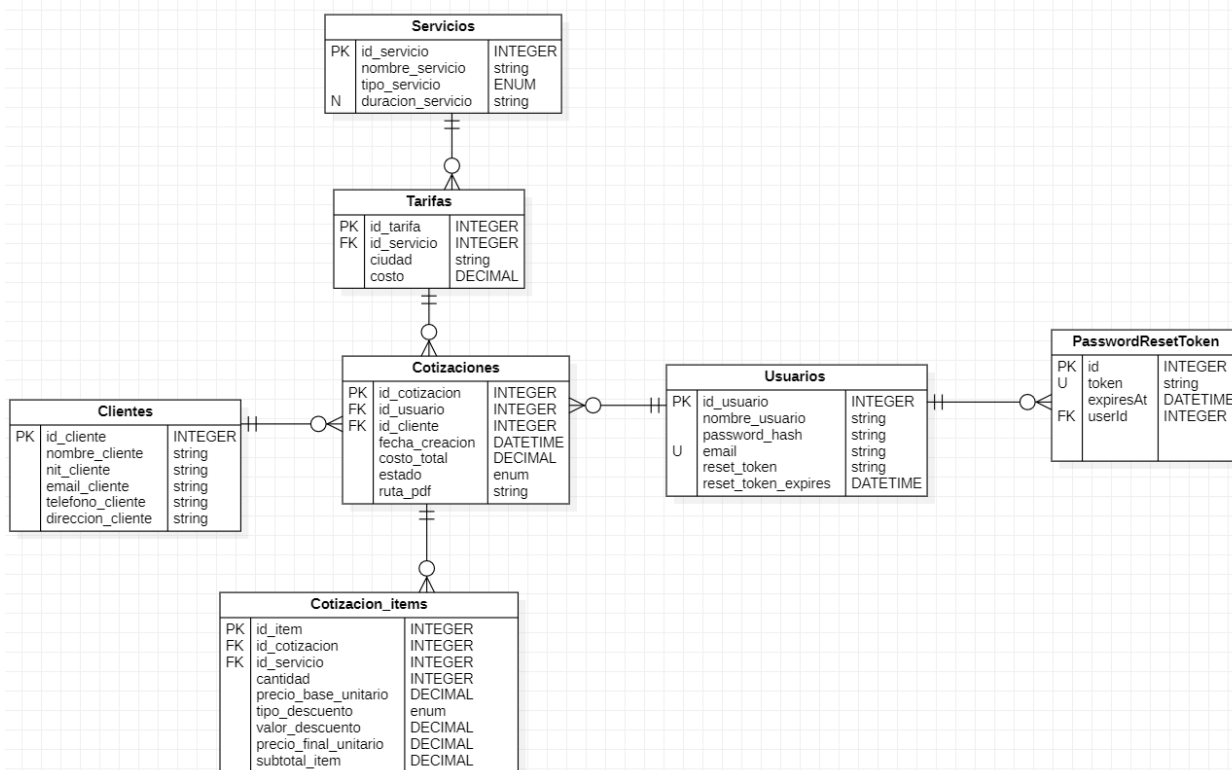 Servicios
PK id_servicio INTEGER
nombre_servicio string
tipo_servicio ENUM
N duracion_servicio string
Tarifas
PK id_tarifa INTEGER
FK id_servicio INTEGER
ciudad string
costo DECIMAL
Cotizaciones
PK id_cotizacion INTEGER
FK id_usuario INTEGER
FK id_cliente INTEGER
fecha_creacion DATETIME
costo_total DECIMAL
estado enum
ruta_pdf string
Clientes
PK id_cliente INTEGER
nombre_cliente string
nit_cliente string
email_cliente string
telefono_cliente string
direccion_cliente string
Usuarios
PK id_usuario INTEGER
nombre_usuario string
password_hash string
U email string
reset_token string
reset_token_expires DATETIME
PasswordResetToken
PK id INTEGER
U token string
expiresAt DATETIME
FK userId INTEGER
Cotizacion_items
PK id_item INTEGER
FK id_cotizacion INTEGER
FK id_servicio INTEGER
cantidad INTEGER
precio_base_unitario DECIMAL
tipo_descuento enum
valor_descuento DECIMAL
precio_final_unitario DECIMAL
subtotal_item DECIMAL